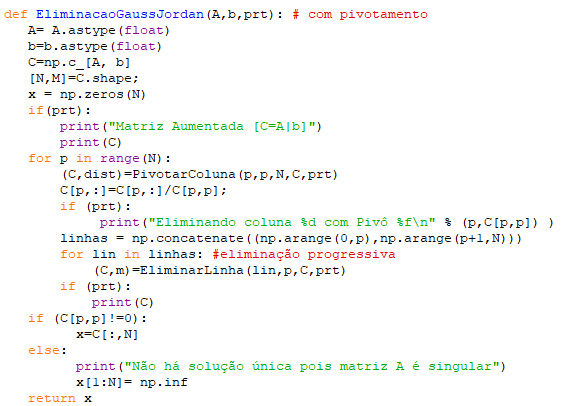 def EliminacaoGaussJordan(A,b,prt): # com pivotamento
   A= A.astype(float)
   b=b.astype(float)
   C=np.c_[A, b]
   [N,M]=C.shape;
   x = np.zeros(N)
   if(prt):
       print("Matriz Aumentada [C=A|b]")
       print(C)
   for p in range(N):
       (C,dist)=PivotarColuna(p,p,N,C,prt)
       C[p,:]=C[p,:]/C[p,p];
       if (prt):
            print("Eliminando coluna %d com Pivô %f\n" % (p,C[p,p]) )
       linhas = np.concatenate((np.arange(0,p),np.arange(p+1,N)))
       for lin in linhas: #eliminação progressiva
           (C,m)=EliminarLinha(lin,p,C,prt)
       if (prt):
           print(C)
   if (C[p,p]!=0):
         x=C[:,N]
   else:
         print("Não há solução única pois matriz A é singular")
         x[1:N]= np.inf
   return x